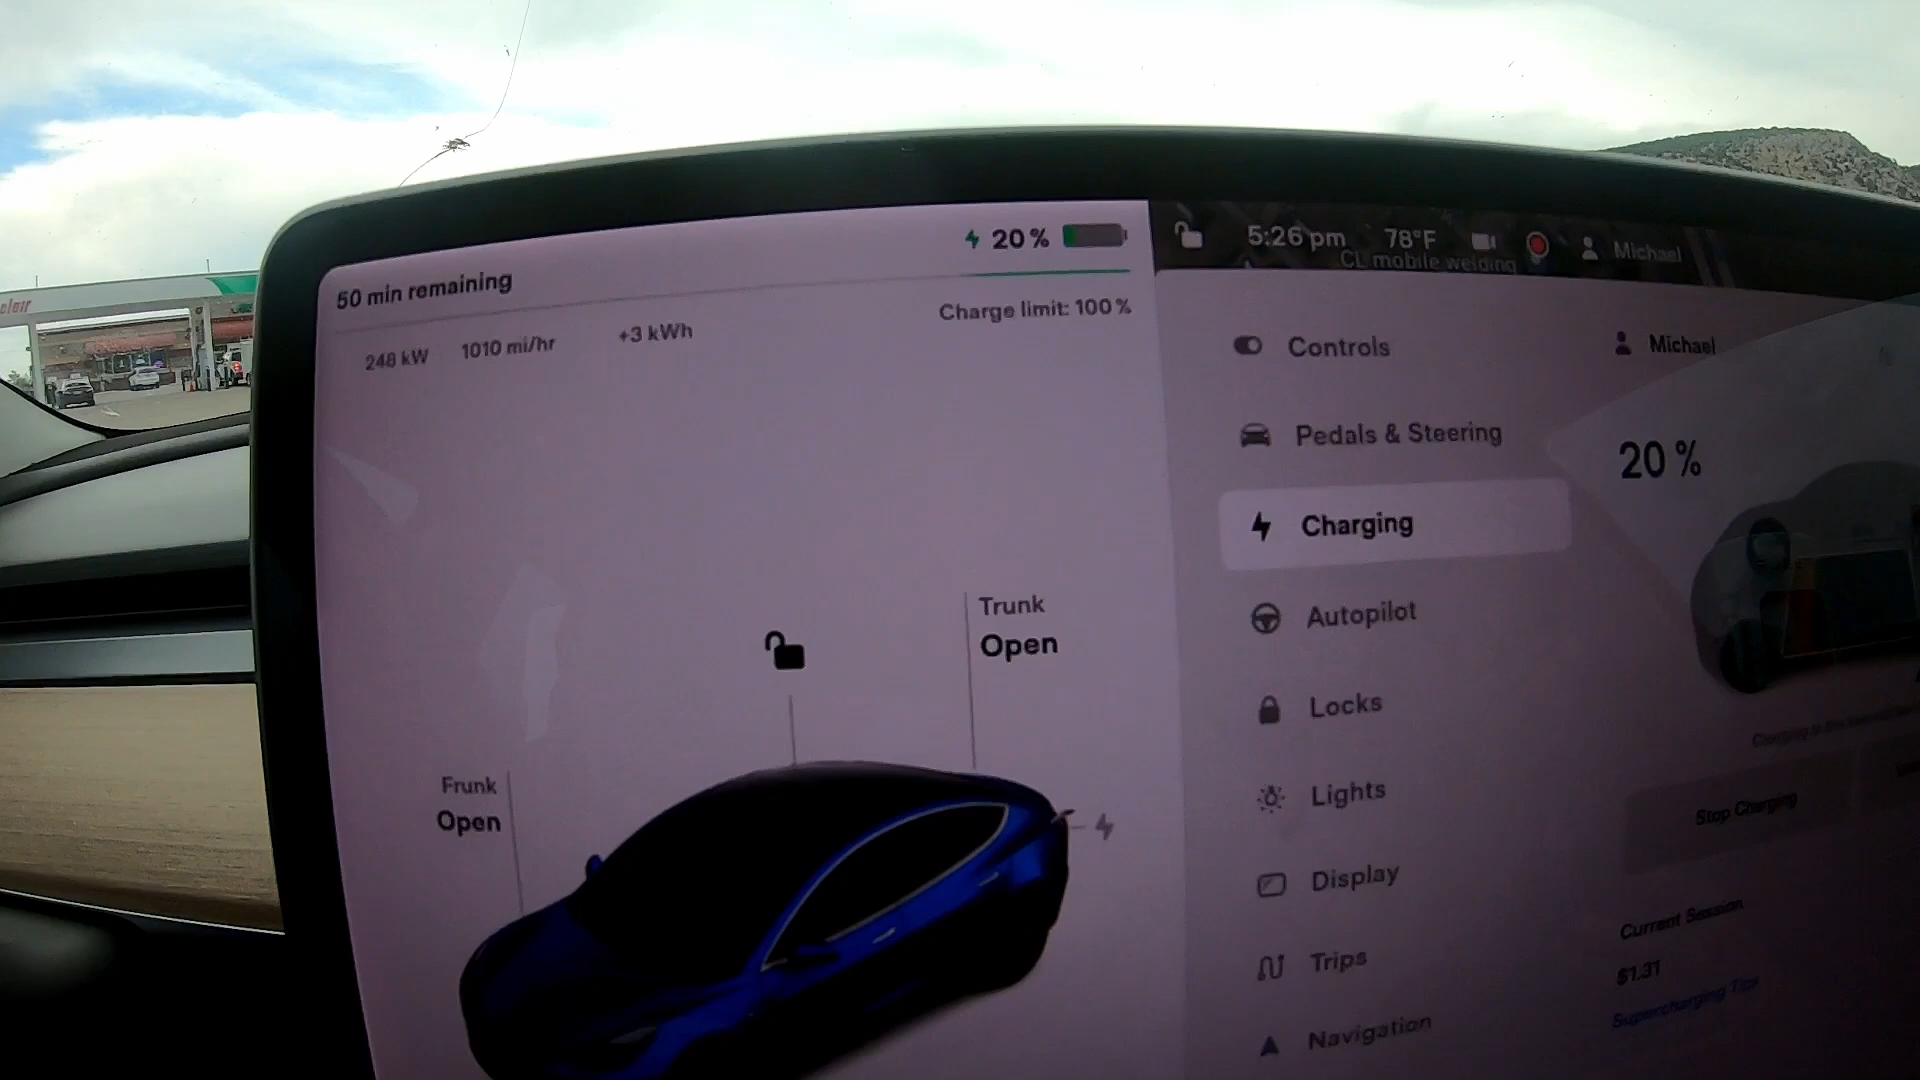 20 %
5:26 pm
78°F
Michael
CL mobile welding
50 min remaining
Charge limit: 100 %
248 kW
1010 mi/hr
+3 kWh
Controls
Michael
Pedals & Steering
20 %
Charging
Trunk
Open
Autopilot
Locks
Frunk
Open
Lights
Stop Charging
Display
Current Session
Trips
$1.31
Supercharging Tips
Navigation